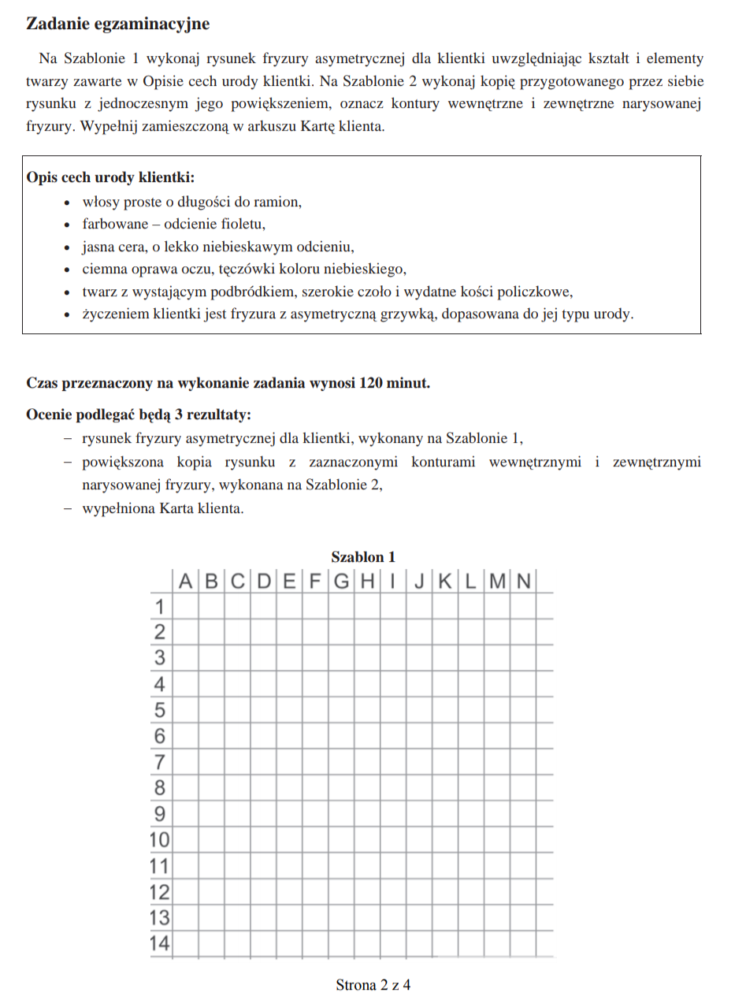 Zadanie egzaminacyjne
Na Szablonie 1 wykonaj rysunek fryzury asymetrycznej dla klientki uwzględniając kształt i elementy
twarzy zawarte w Opisie cech urody klientki. Na Szablonie 2 wykonaj kopię przygotowanego przez siebie
rysunku z jednoczesnym jego powiększeniem, oznacz kontury wewnętrzne i zewnętrzne narysowanej
fryzury. Wypełnij zamieszczoną w arkuszu Kartę klienta.
Opis cech urody klientki:
• włosy proste o długości do ramion,
• farbowane – odcienie fioletu,
• jasna cera, o lekko niebieskawym odcieniu,
• ciemna oprawa oczu, tęczówki koloru niebieskiego,
• twarz z wystającym podbródkiem, szerokie czoło i wydatne kości policzkowe,
• życzeniem klientki jest fryzura z asymetryczną grzywką, dopasowana do jej typu urody.
Czas przeznaczony na wykonanie zadania wynosi 120 minut.
Ocenie podlegać będą 3 rezultaty:
– rysunek fryzury asymetrycznej dla klientki, wykonany na Szablonie 1,
– powiększona kopia rysunku z zaznaczonymi konturami wewnętrznymi i zewnętrznymi
narysowanej fryzury, wykonana na Szablonie 2,
– wypełniona Karta klienta.
Szablon 1
A B C D E F G H I J K L M N
1
2
3
4
5
6
7
8
9
10
11
12
13
14
Strona 2 z 4